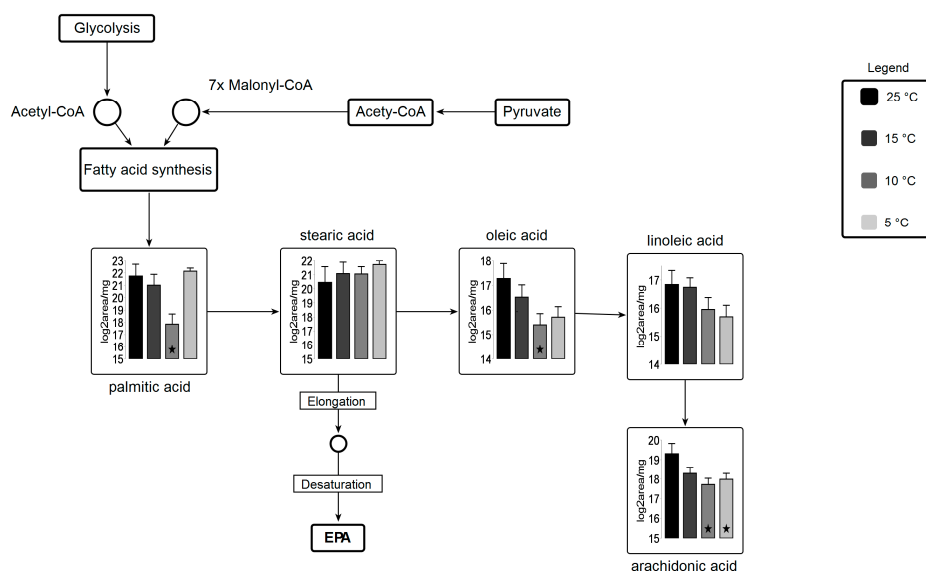 Glycolysis
Legend
7x Malonyl-CoA
25 °C
Acetyl-CoA
Acety-CoA
Pyruvate
15 °C
Fatty acid synthesis
10 °C
5 °C
stearic acid
oleic acid
linoleic acid
log2area/mg
23
22
21
20
19
18
17
16
15
palmitic acid
log2area/mg
22
21
20
19
18
17
16
15
log2area/mg
18
17
16
15
14
log2area/mg
17
16
15
14
Elongation
Desaturation
EPA
log2area/mg
20
19
18
17
16
15
arachidonic acid